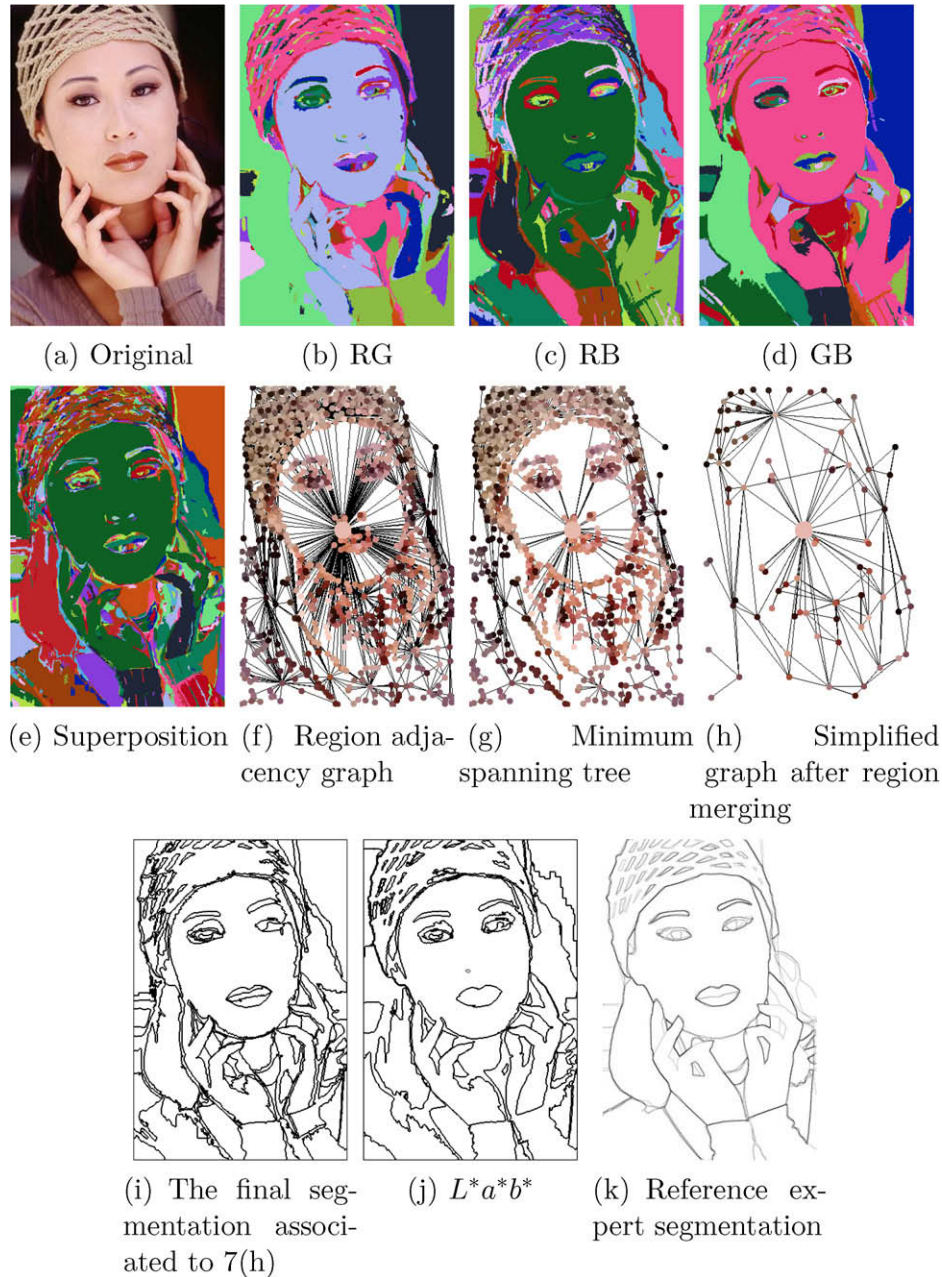 (a) Original
(b) RG
(c) RB
(d) GB
(e) Superposition
(f) Region adja-
cency graph
(g) Minimum
spanning tree
(h) Simplified
graph after region
merging
(i) The final seg-
mentation associ-
ated to 7(h)
(j) L*a*b*
(k) Reference ex-
pert segmentation